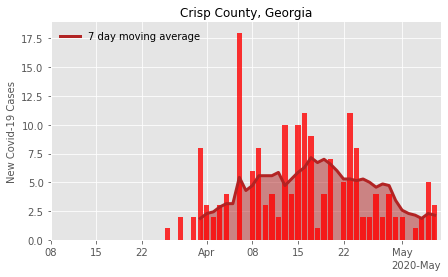 Crisp County, Georgia
7 day moving average
New Covid-19 Cases
17.5
15.0
12.5
10.0
7.5
5.0
2.5
0.0
08 15 22 Apr 08 15 22 May
2020-May